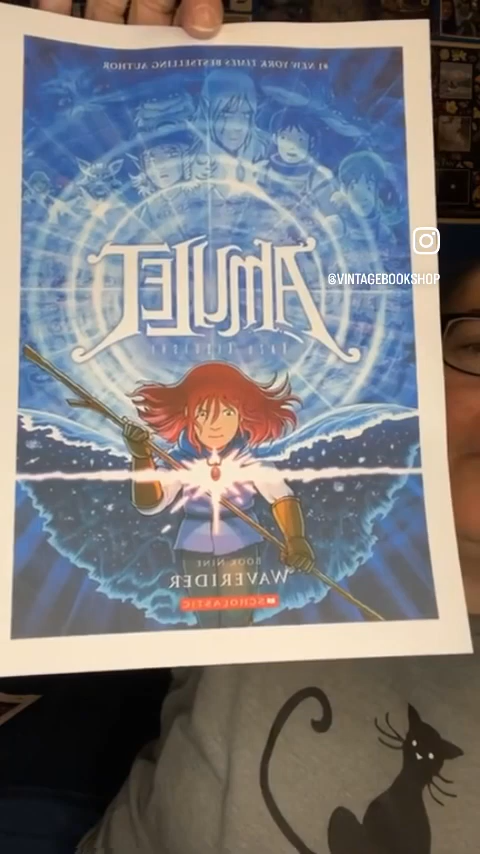 #1 NEW YORK TIMES BESTSELLING AUTHOR
AMULET
KAZU KIBUISHI
@VINTAGEBOOKSHOP
BOOK NINE
WAVERIDER
SCHOLASTIC